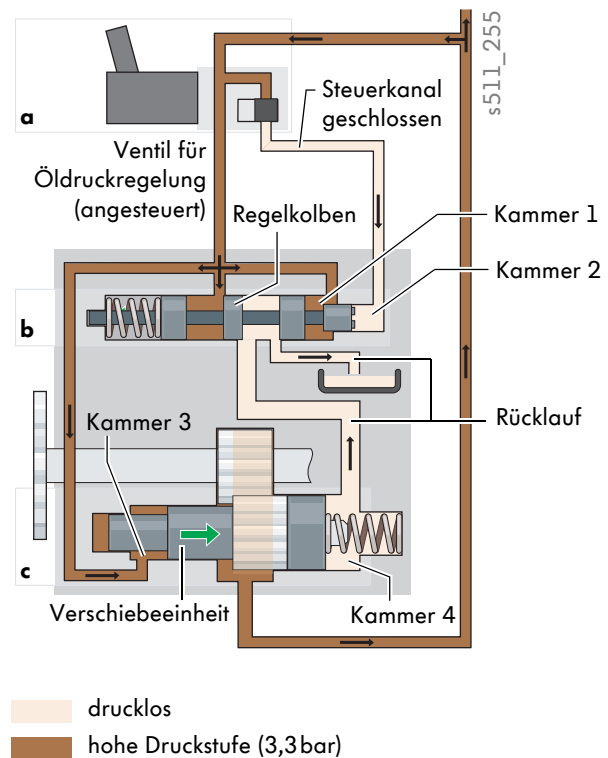 s511_255
a
Steuerkanal
geschlossen
Ventil für
Öldruckregelung
(angesteuert)
Regelkolben
Kammer 1
Kammer 2
b
Rücklauf
Kammer 3
c
Verschiebeeinheit
Kammer 4
drucklos
hohe Druckstufe (3,3 bar)